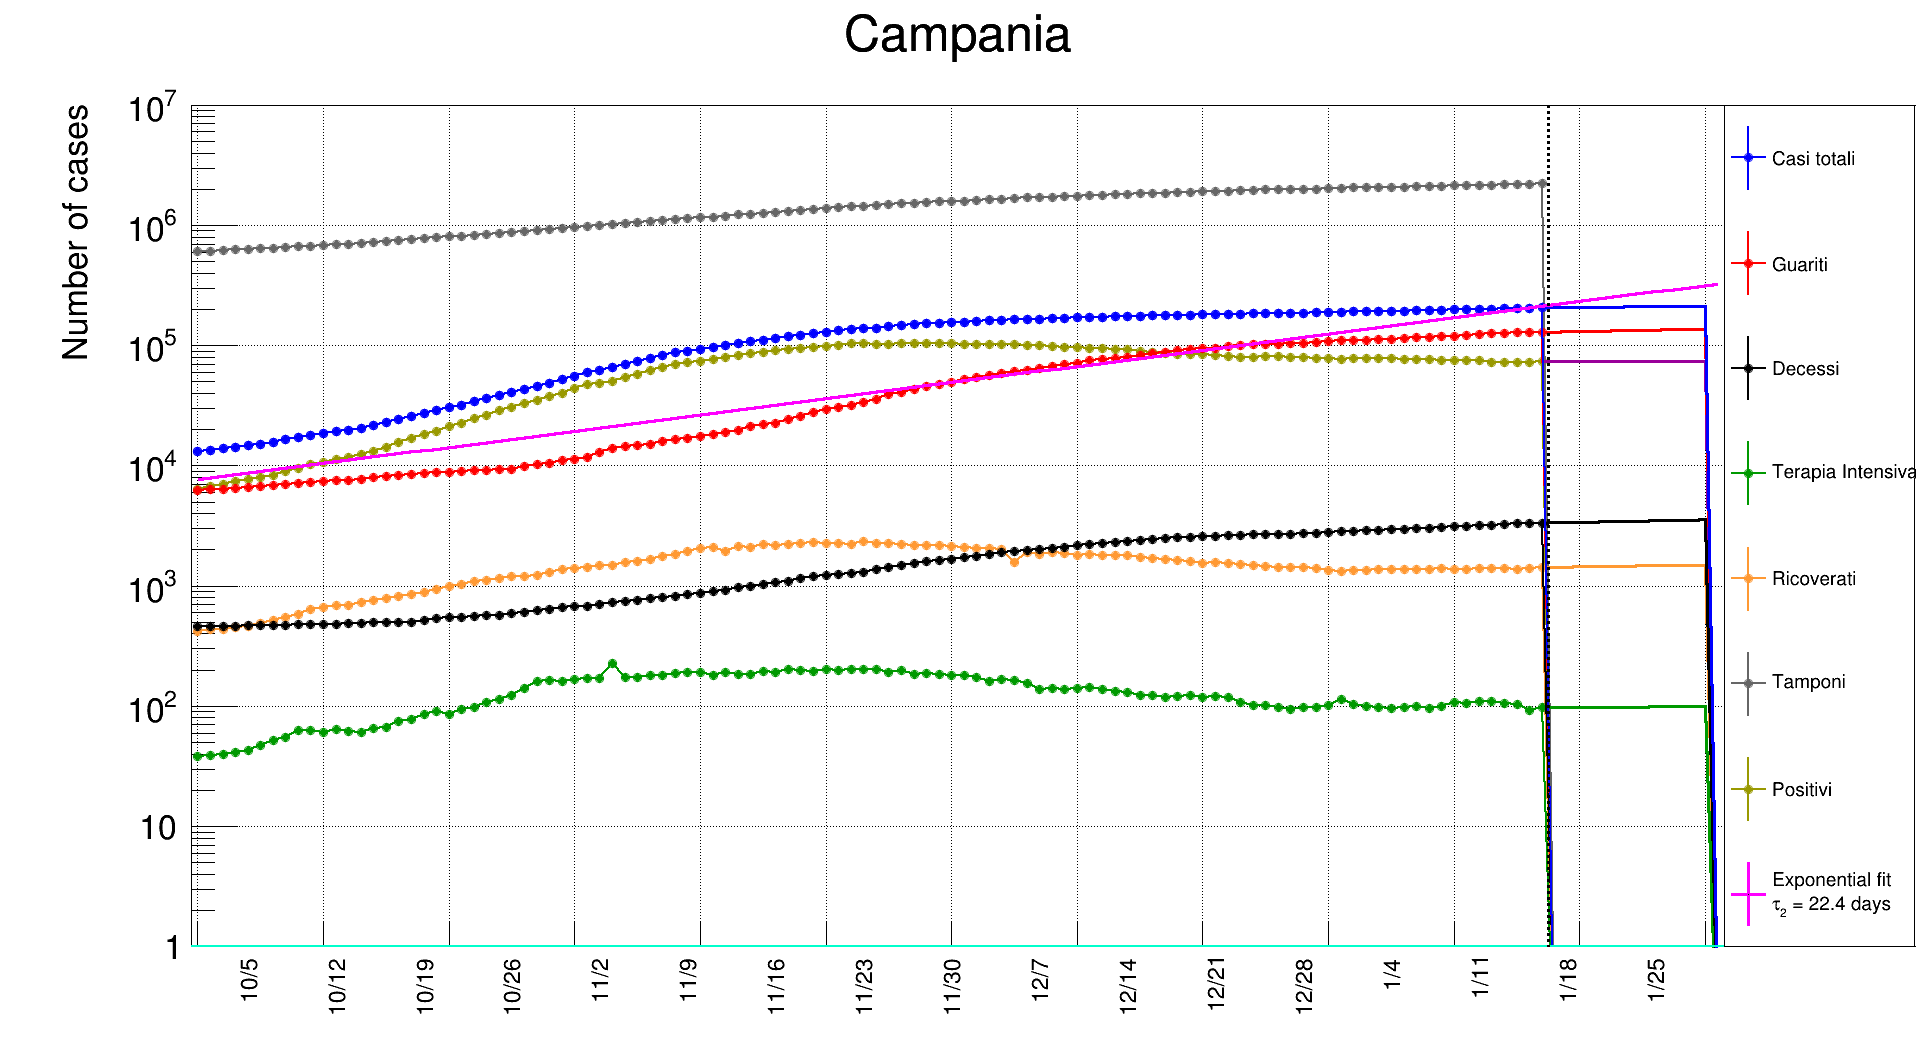 Campania
Number of cases
10^7
10^6
10^5
10^4
10^3
10^2
10
1
10/5
10/12
10/19
10/26
11/2
11/9
11/16
11/23
11/30
12/7
12/14
12/21
12/28
1/4
1/11
1/18
1/25
Casi totali
Guariti
Decessi
Terapia Intensiva
Ricoverati
Tamponi
Positivi
Exponential fit
τ_2 = 22.4 days